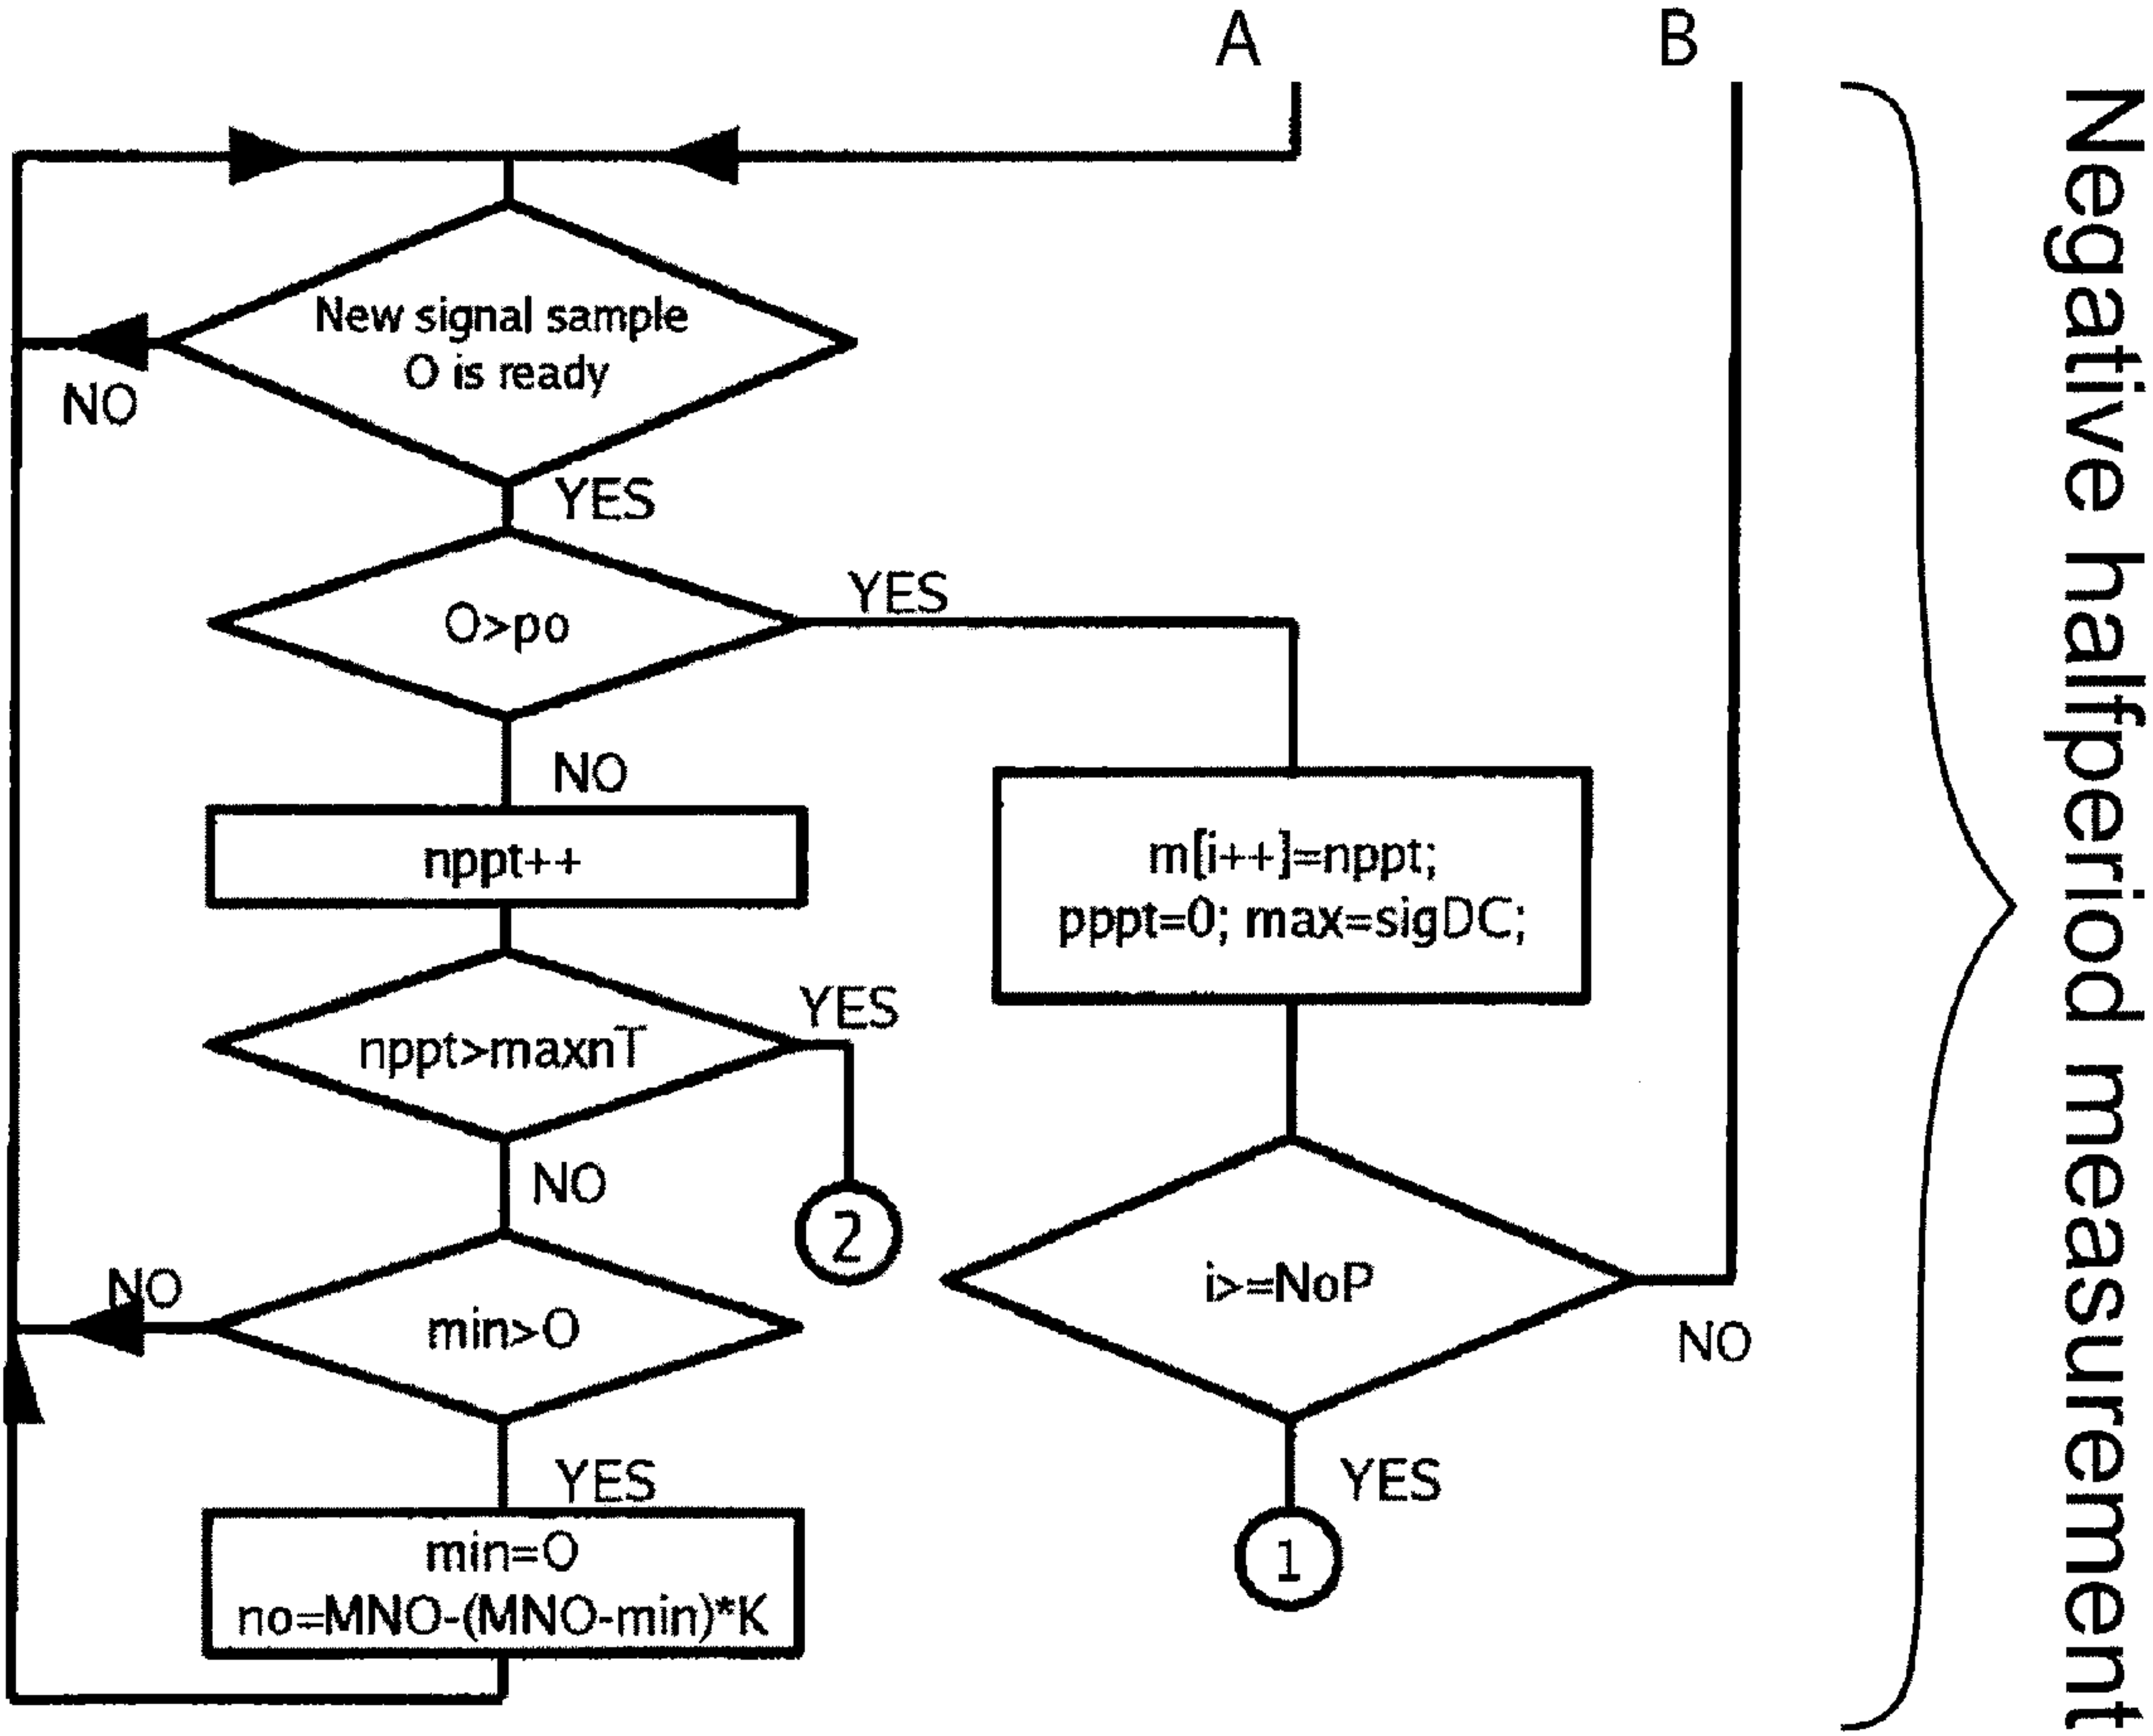 A
B
New signal sample
O is ready
NO
YES
O>po
YES
NO
nppt++
m[i++]=nppt;
pppt=0; max=sigDC;
nppt>maxnT
YES
NO
2
i>=NoP
NO
min>O
NO
YES
YES
min=O
no=MNO-(MNO-min)*K
1
Negative halfperiod measurement